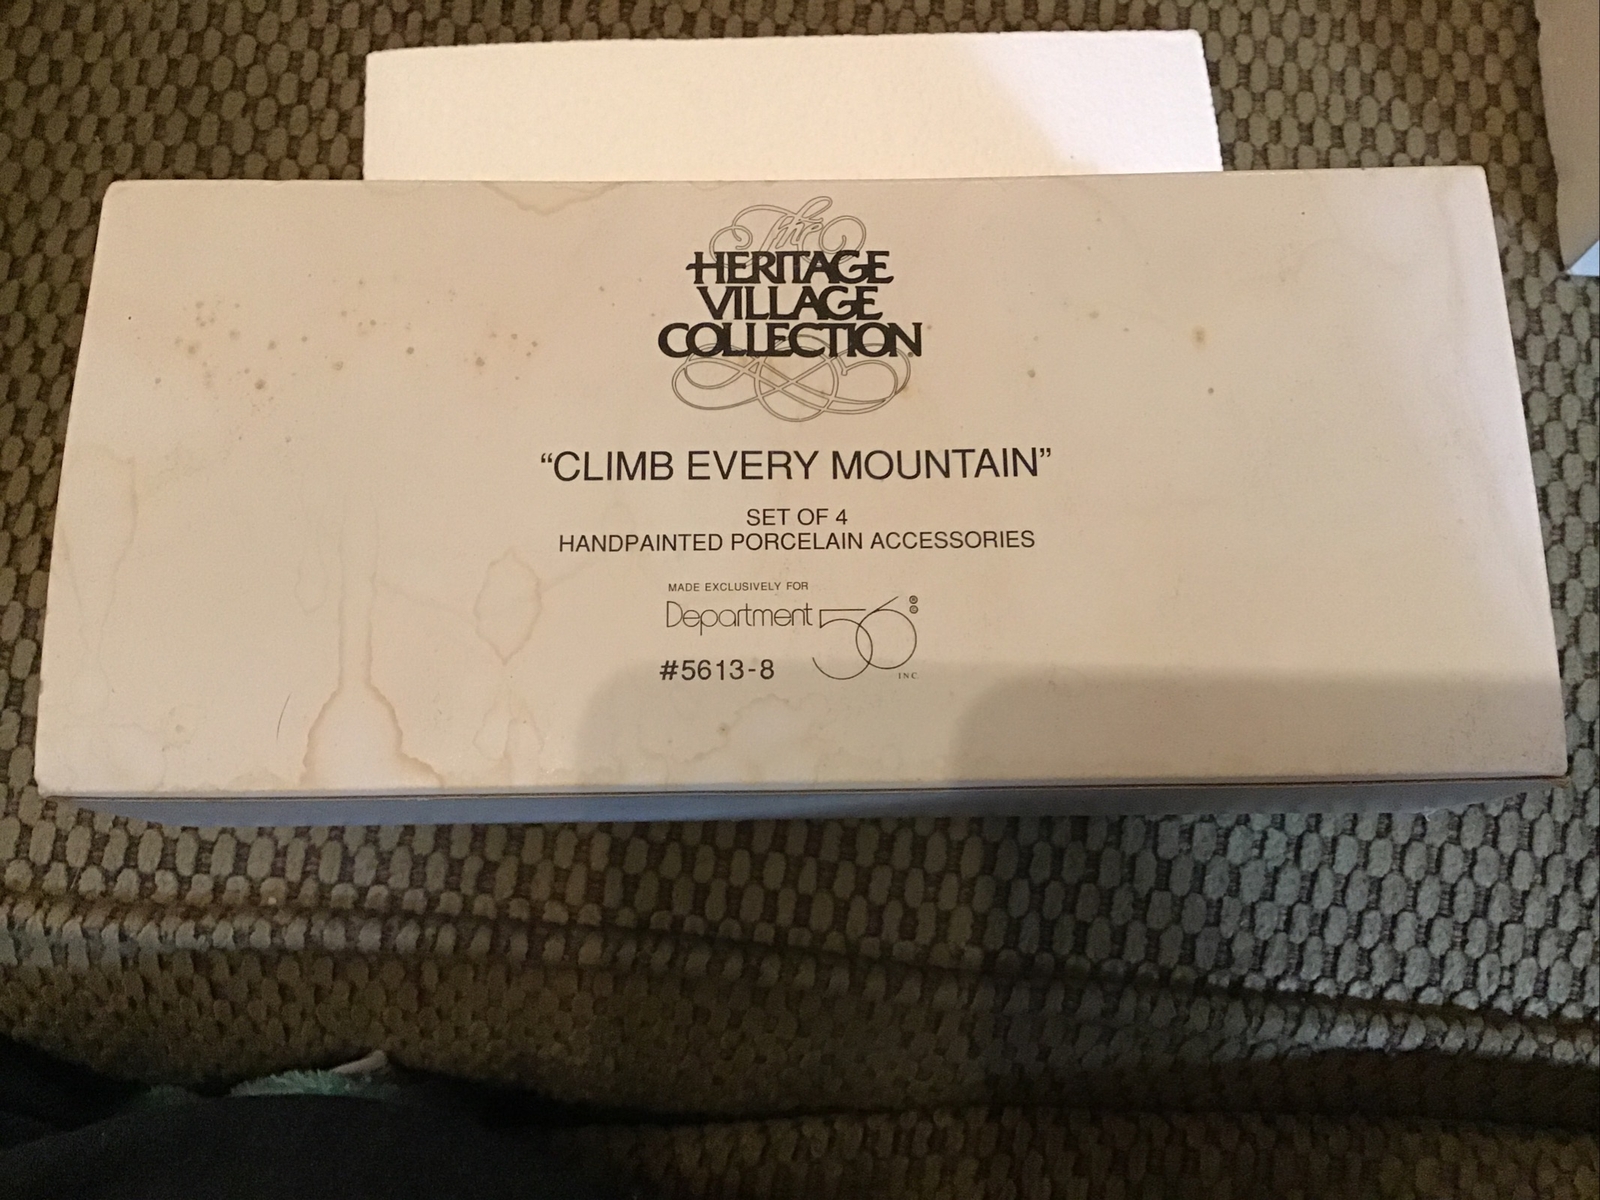 The
HERITAGE
VILLAGE
COLLECTION®
“CLIMB EVERY MOUNTAIN”
SET OF 4
HANDPAINTED PORCELAIN ACCESSORIES
MADE EXCLUSIVELY FOR
Department 56 ® ©
#5613-8
INC.